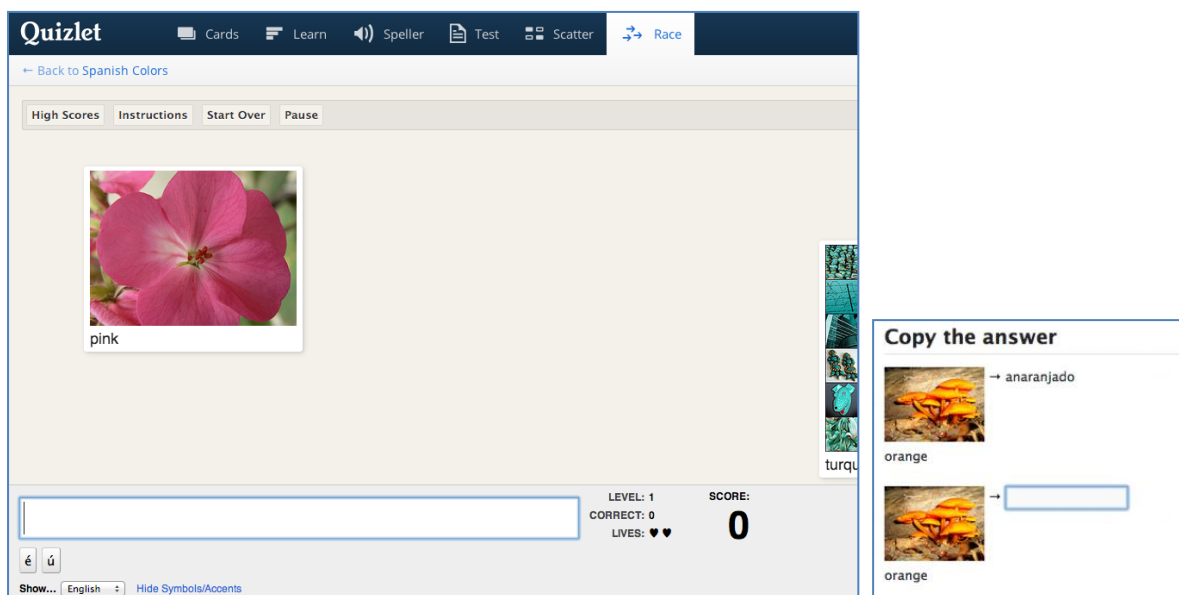 Quizlet Cards Learn Speller Test Scatter Race
← Back to Spanish Colors
High Scores Instructions Start Over Pause
pink
LEVEL: 1
CORRECT: 0
LIVES: ♥ ♥
SCORE:
0
é ú
Show... English Hide Symbols/Accents
Copy the answer
→ anaranjado
orange
→
orange